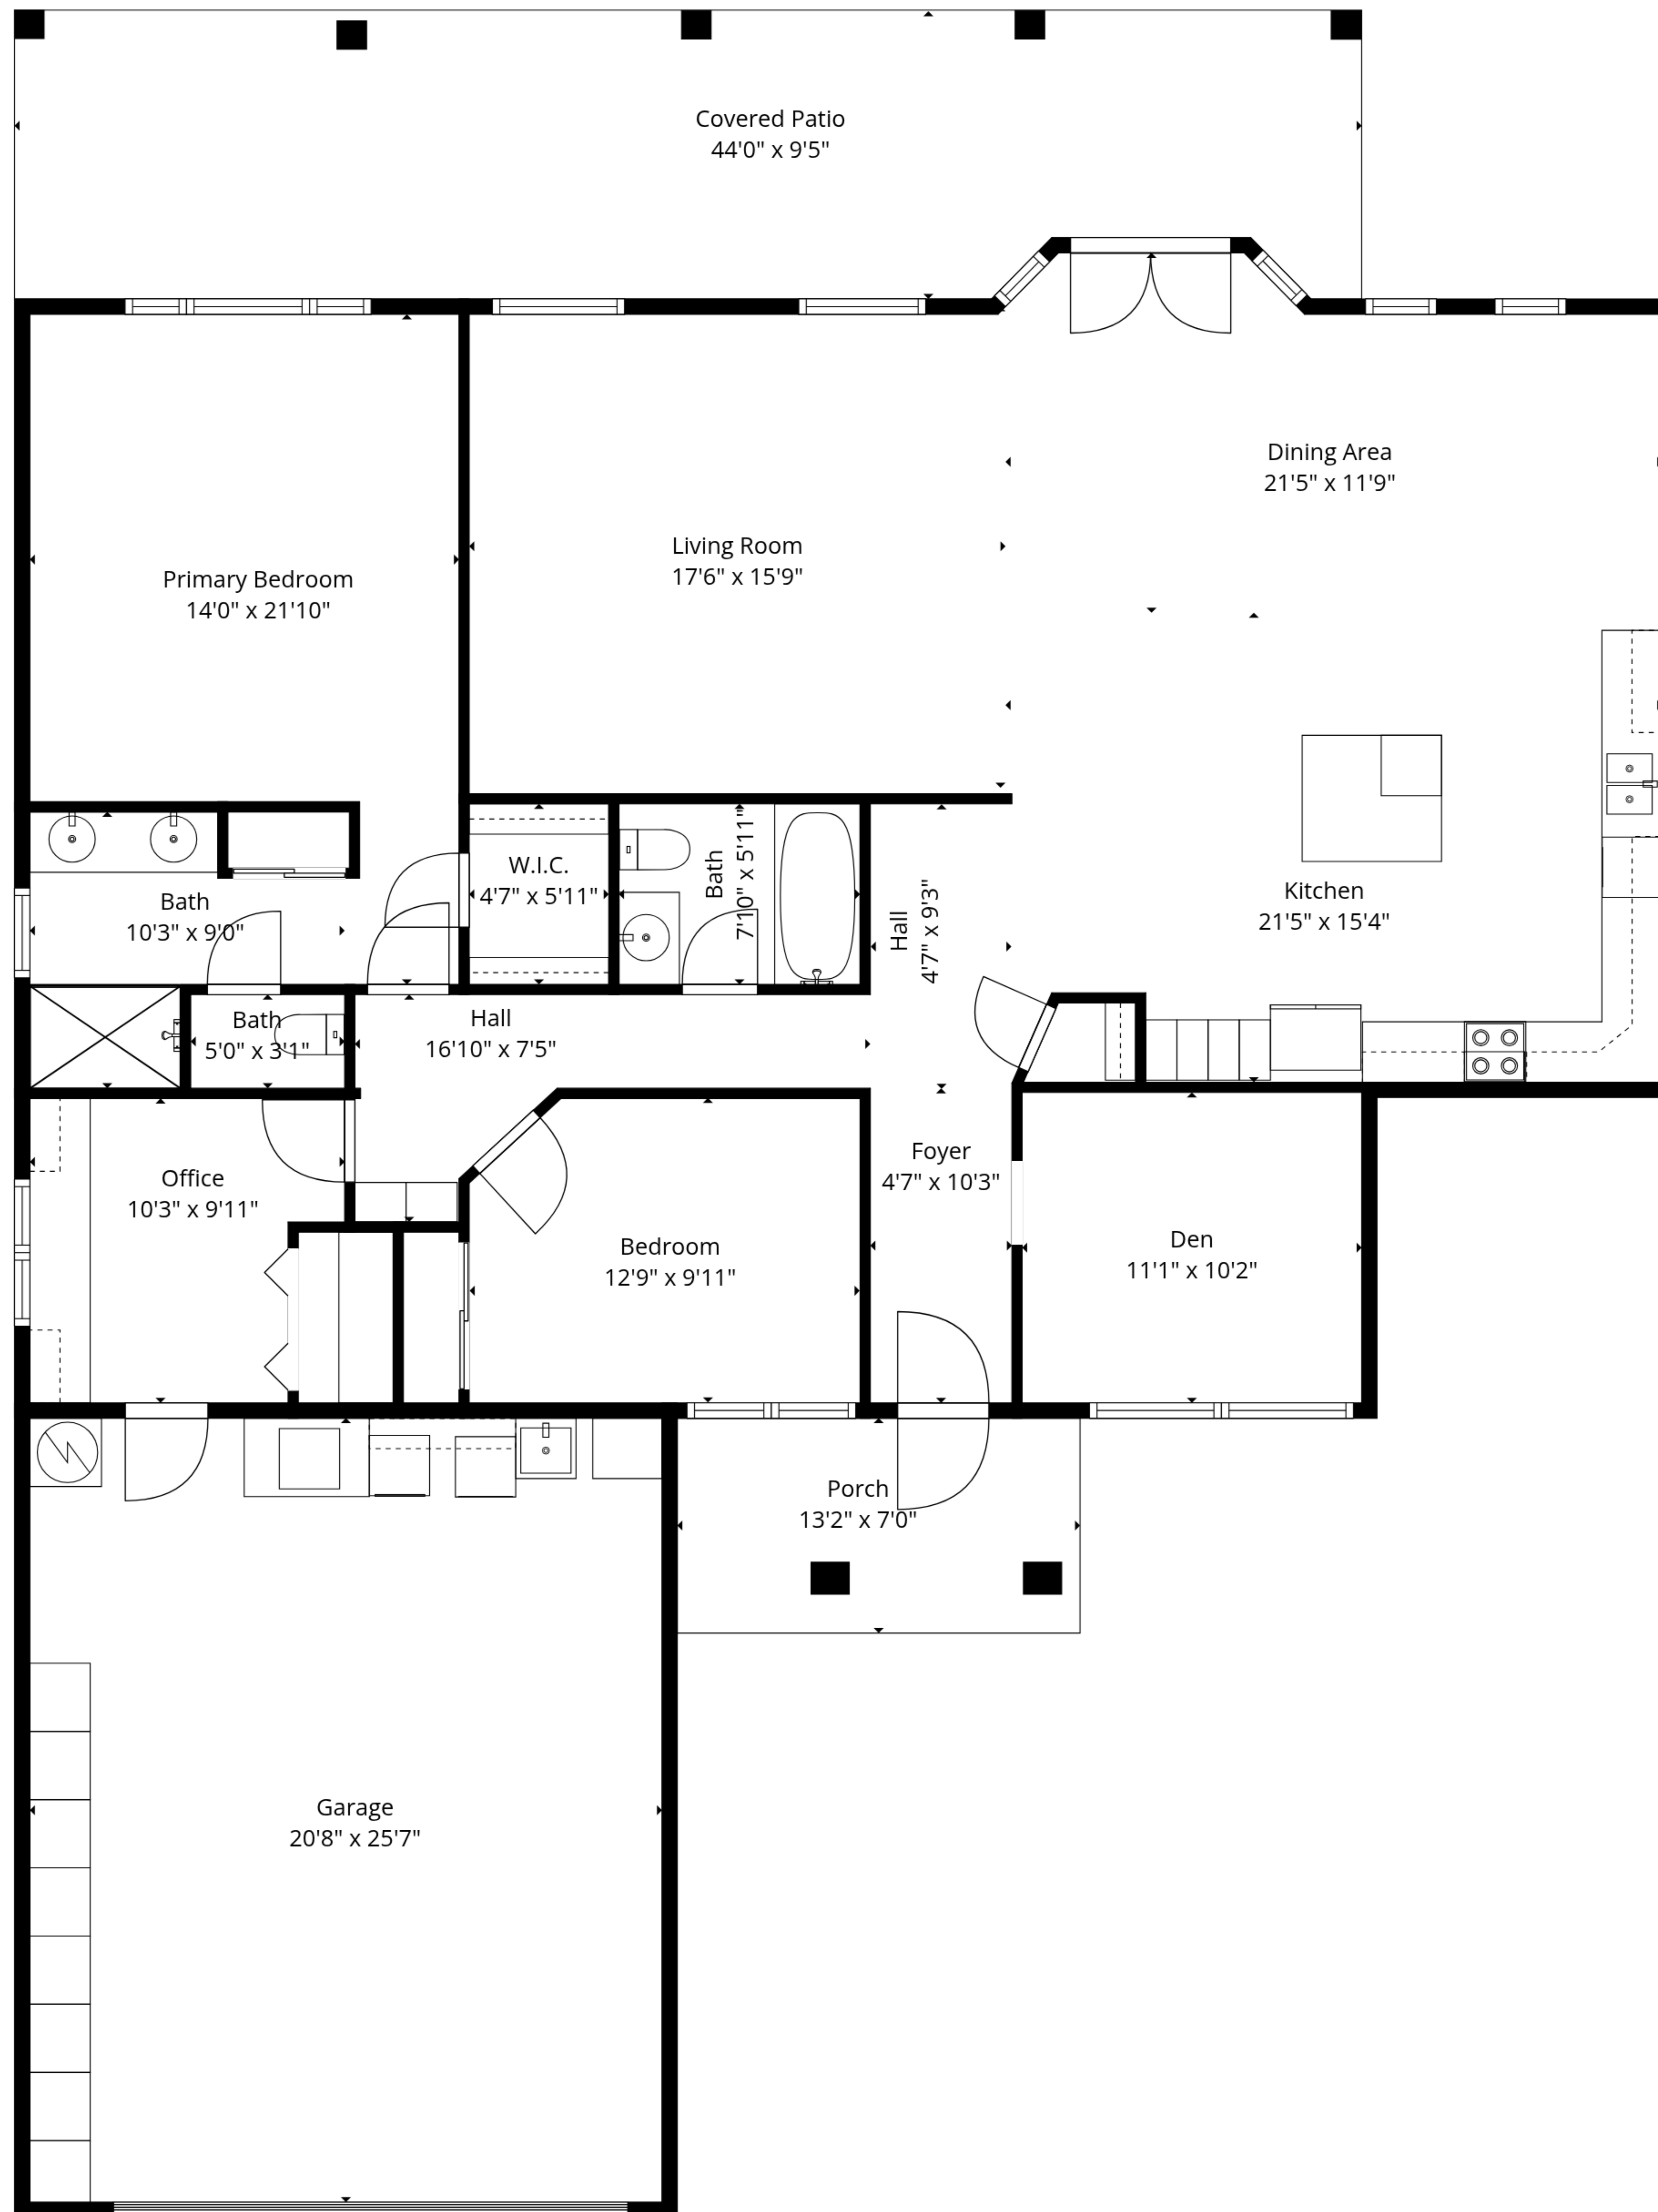 Covered Patio
44'0" x 9'5"
Dining Area
21'5" x 11'9"
Living Room
17'6" x 15'9"
Primary Bedroom
14'0" x 21'10"
W.I.C.
4'7" x 5'11"
Bath
7'10" x 5'11"
Hall
4'7" x 9'3"
Kitchen
21'5" x 15'4"
Bath
10'3" x 9'0"
Bath
5'0" x 3'1"
Hall
16'10" x 7'5"
Foyer
4'7" x 10'3"
Office
10'3" x 9'11"
Bedroom
12'9" x 9'11"
Den
11'1" x 10'2"
Porch
13'2" x 7'0"
Garage
20'8" x 25'7"